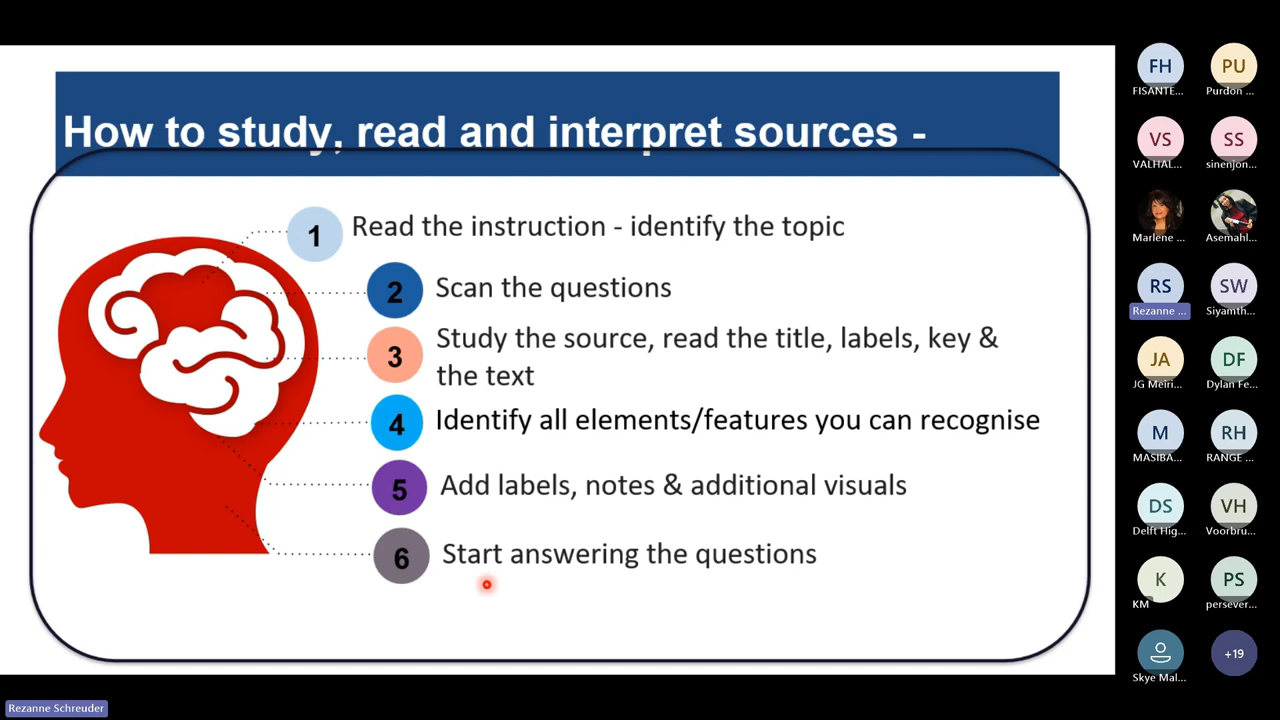 How to study, read and interpret sources -
1
Read the instruction - identify the topic
2
Scan the questions
3
Study the source, read the title, labels, key &
the text
4
Identify all elements/features you can recognise
5
Add labels, notes & additional visuals
6
Start answering the questions
FH
FISANTE...
PU
Purdon ...
VS
VALHAL...
SS
sinenjon...
Marlene ...
Asemahl...
RS
Rezanne ...
SW
Siyamth...
JA
JG Meiri...
DF
Dylan Fe...
M
MASIBA...
RH
RANGE ...
DS
Delft Hig...
VH
Voorbru...
K
KM
PS
persever...
Skye Mal...
+19
Rezanne Schreuder